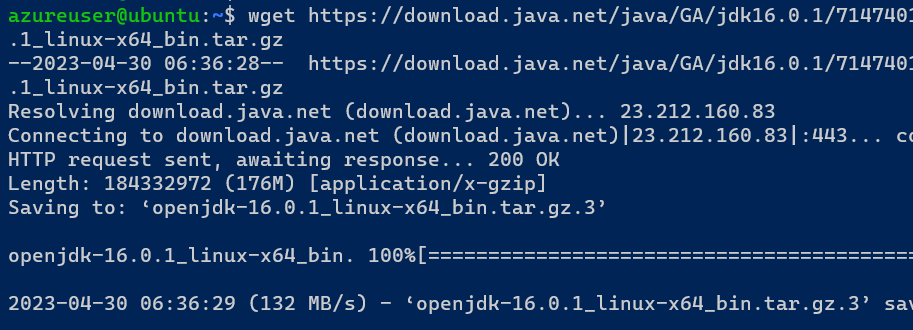 azureuser@ubuntu:~$ wget https://download.java.net/java/GA/jdk16.0.1/7147401
.1_linux-x64_bin.tar.gz
--2023-04-30 06:36:28--  https://download.java.net/java/GA/jdk16.0.1/7147401
.1_linux-x64_bin.tar.gz
Resolving download.java.net (download.java.net)... 23.212.160.83
Connecting to download.java.net (download.java.net)|23.212.160.83|:443... co
HTTP request sent, awaiting response... 200 OK
Length: 184332972 (176M) [application/x-gzip]
Saving to: ‘openjdk-16.0.1_linux-x64_bin.tar.gz.3’
openjdk-16.0.1_linux-x64_bin. 100%[=========================================
2023-04-30 06:36:29 (132 MB/s) - ‘openjdk-16.0.1_linux-x64_bin.tar.gz.3’ sav